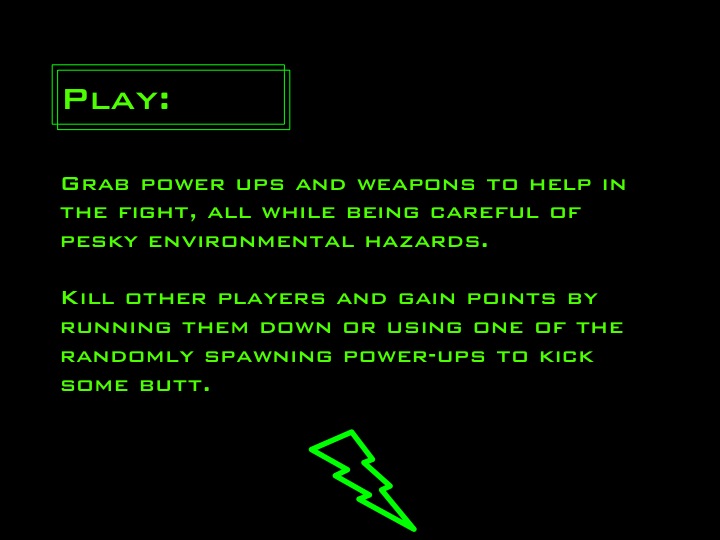 Play:
Grab power ups and weapons to help in
the fight, all while being careful of
pesky environmental hazards.
Kill other players and gain points by
running them down or using one of the
randomly spawning power-ups to kick
some butt.